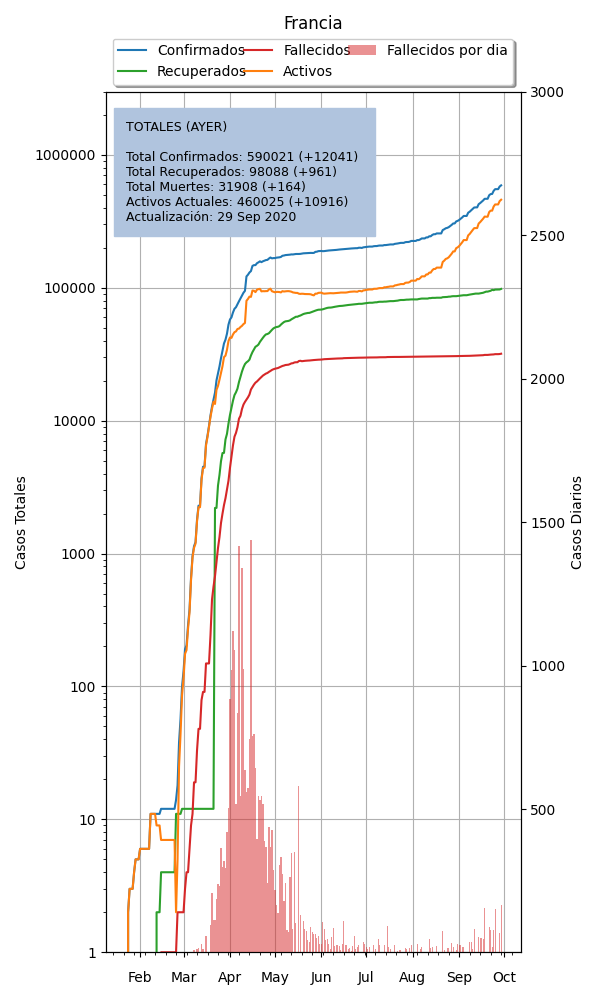 Francia
Confirmados
Recuperados
Fallecidos
Activos
Fallecidos por dia
TOTALES (AYER)
Total Confirmados: 590021 (+12041)
Total Recuperados: 98088 (+961)
Total Muertes: 31908 (+164)
Activos Actuales: 460025 (+10916)
Actualización: 29 Sep 2020
Casos Totales
1000000
100000
10000
1000
100
10
1
Casos Diarios
3000
2500
2000
1500
1000
500
Feb Mar Apr May Jun Jul Aug Sep Oct